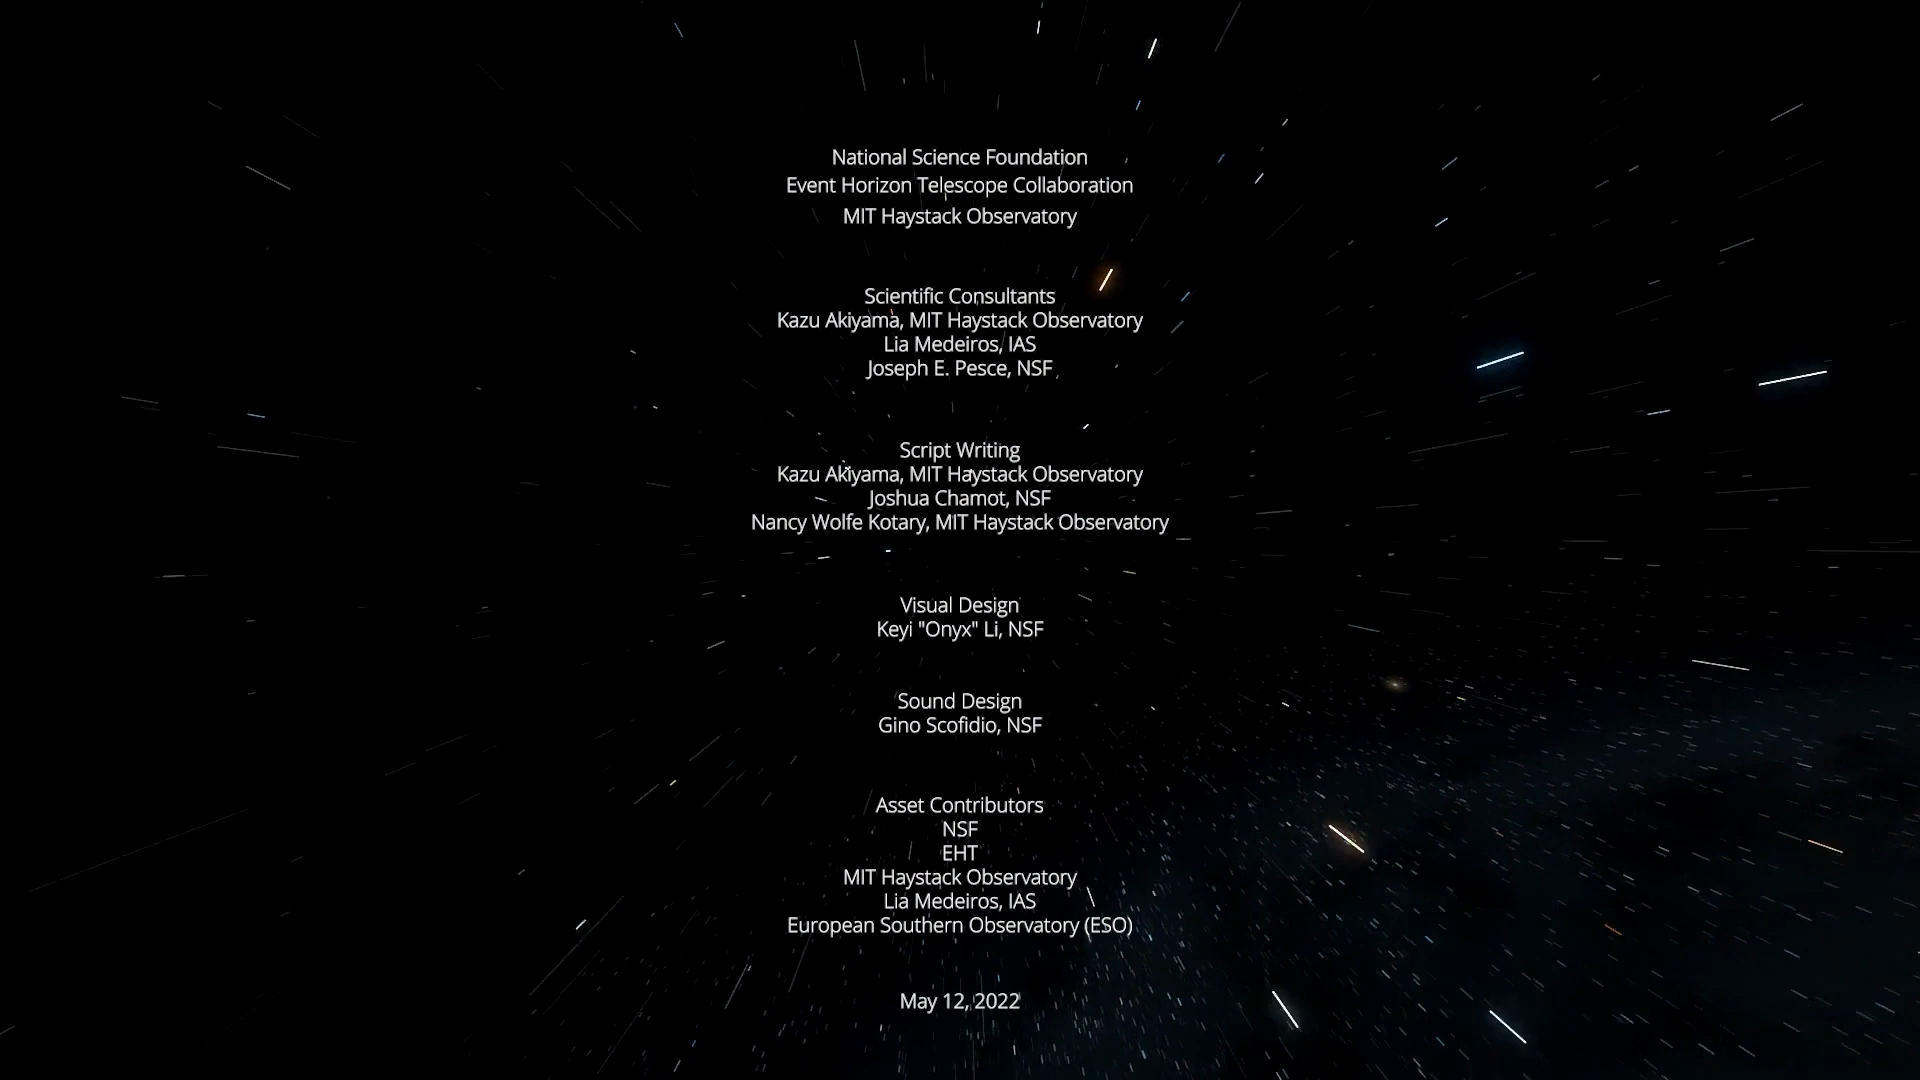 National Science Foundation
Event Horizon Telescope Collaboration
MIT Haystack Observatory
Scientific Consultants
Kazu Akiyama, MIT Haystack Observatory
Lia Medeiros, IAS
Joseph E. Pesce, NSF
Script Writing
Kazu Akiyama, MIT Haystack Observatory
Joshua Chamot, NSF
Nancy Wolfe Kotary, MIT Haystack Observatory
Visual Design
Keyi "Onyx" Li, NSF
Sound Design
Gino Scofidio, NSF
Asset Contributors
NSF
EHT
MIT Haystack Observatory
Lia Medeiros, IAS
European Southern Observatory (ESO)
May 12, 2022